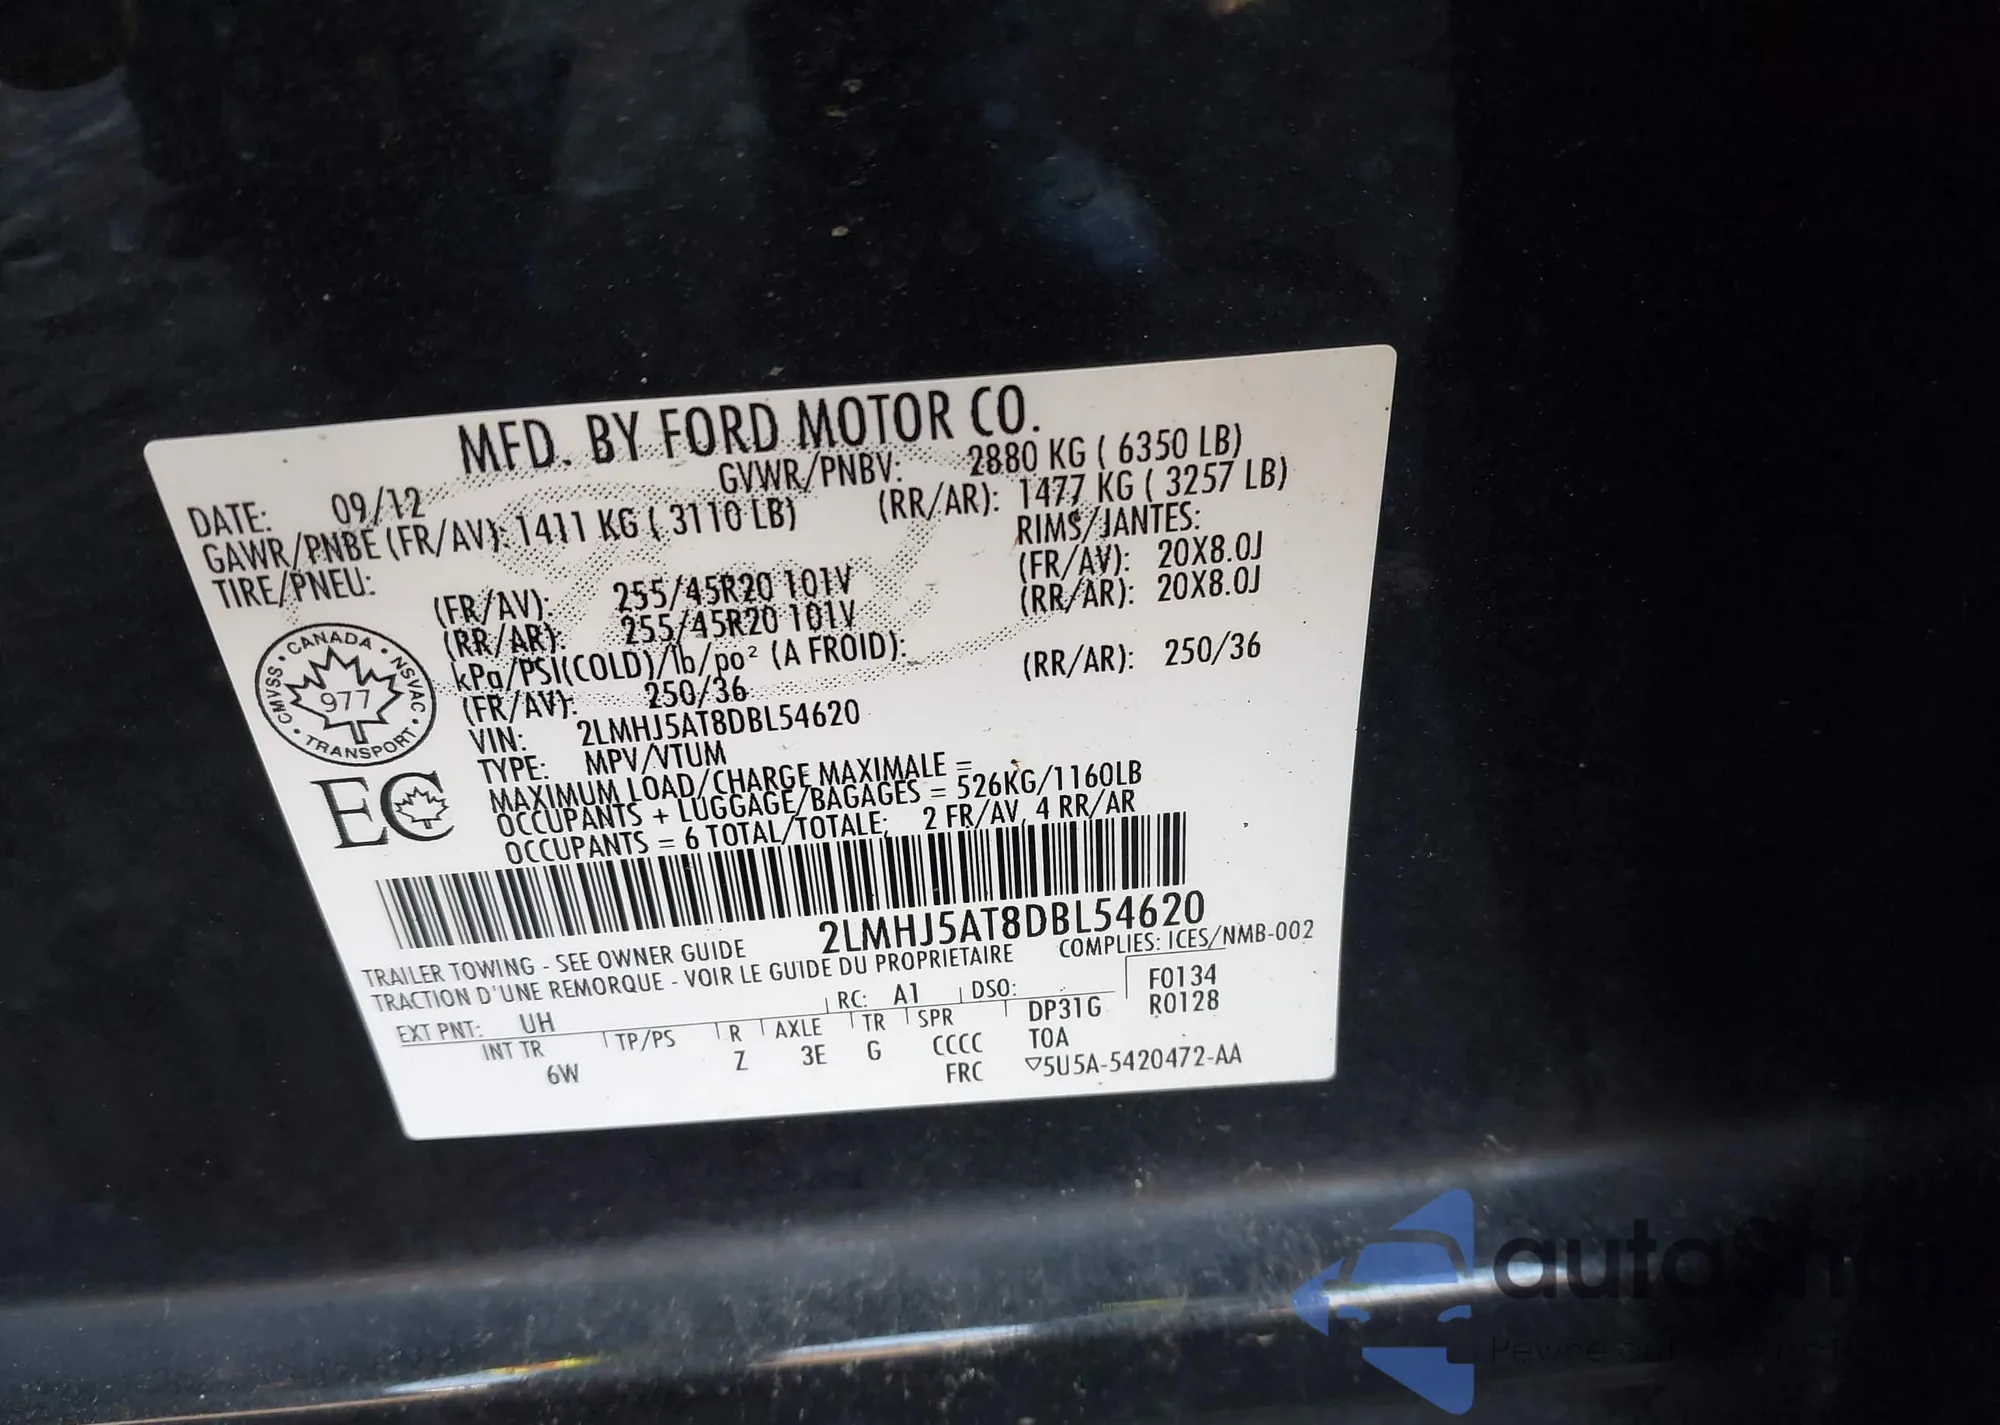 MFD. BY FORD MOTOR CO.
DATE: 09/12 GVWR/PNBV: 2880 KG ( 6350 LB)
GAWR/PNBE (FR/AV): 1411 KG ( 3110 LB) (RR/AR): 1477 KG ( 3257 LB)
TIRE/PNEU: RIMS/JANTES:
(FR/AV): 255/45R20 101V (FR/AV): 20X8.0J
(RR/AR): 255/45R20 101V (RR/AR): 20X8.0J
kPa/PSI(COLD)/lb/po² (A FROID):
(FR/AV): 250/36 (RR/AR): 250/36
VIN: 2LMHJ5AT8DBL54620
TYPE: MPV/VTUM
MAXIMUM LOAD/CHARGE MAXIMALE =
OCCUPANTS + LUGGAGE/BAGAGES = 526KG/1160LB
OCCUPANTS = 6 TOTAL/TOTALE; 2 FR/AV, 4 RR/AR
CANADA • NSVAC • TRANSPORT • CMVSS •
977
EC
2LMHJ5AT8DBL54620
TRAILER TOWING - SEE OWNER GUIDE COMPLIES: ICES/NMB-002
TRACTION D'UNE REMORQUE - VOIR LE GUIDE DU PROPRIETAIRE
EXT PNT: UH RC: A1 DSO: F0134
INT TR TP/PS R AXLE TR SPR DP31G R0128
6W Z 3E G CCCC TOA
FRC ▽5U5A-5420472-AA